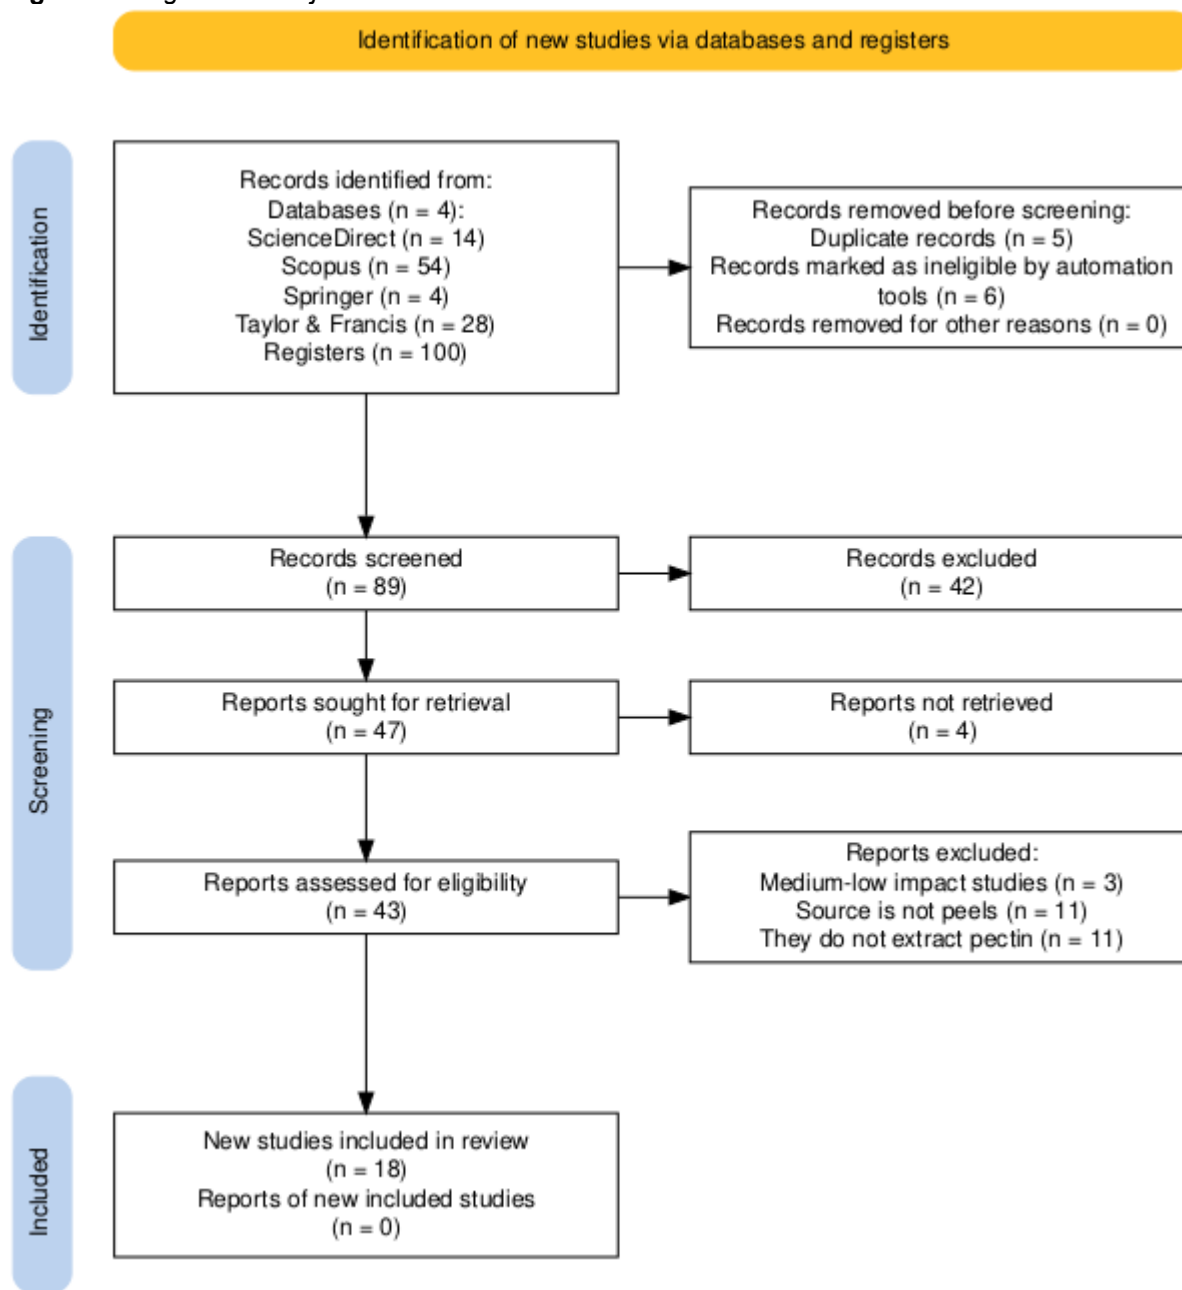 Identification of new studies via databases and registers
Identification
Records identified from:
Databases (n = 4):
ScienceDirect (n = 14)
Scopus (n = 54)
Springer (n = 4)
Taylor & Francis (n = 28)
Registers (n = 100)
Records removed before screening:
Duplicate records (n = 5)
Records marked as ineligible by automation
tools (n = 6)
Records removed for other reasons (n = 0)
Screening
Records screened
(n = 89)
Records excluded
(n = 42)
Reports sought for retrieval
(n = 47)
Reports not retrieved
(n = 4)
Reports assessed for eligibility
(n = 43)
Reports excluded:
Medium-low impact studies (n = 3)
Source is not peels (n = 11)
They do not extract pectin (n = 11)
Included
New studies included in review
(n = 18)
Reports of new included studies
(n = 0)